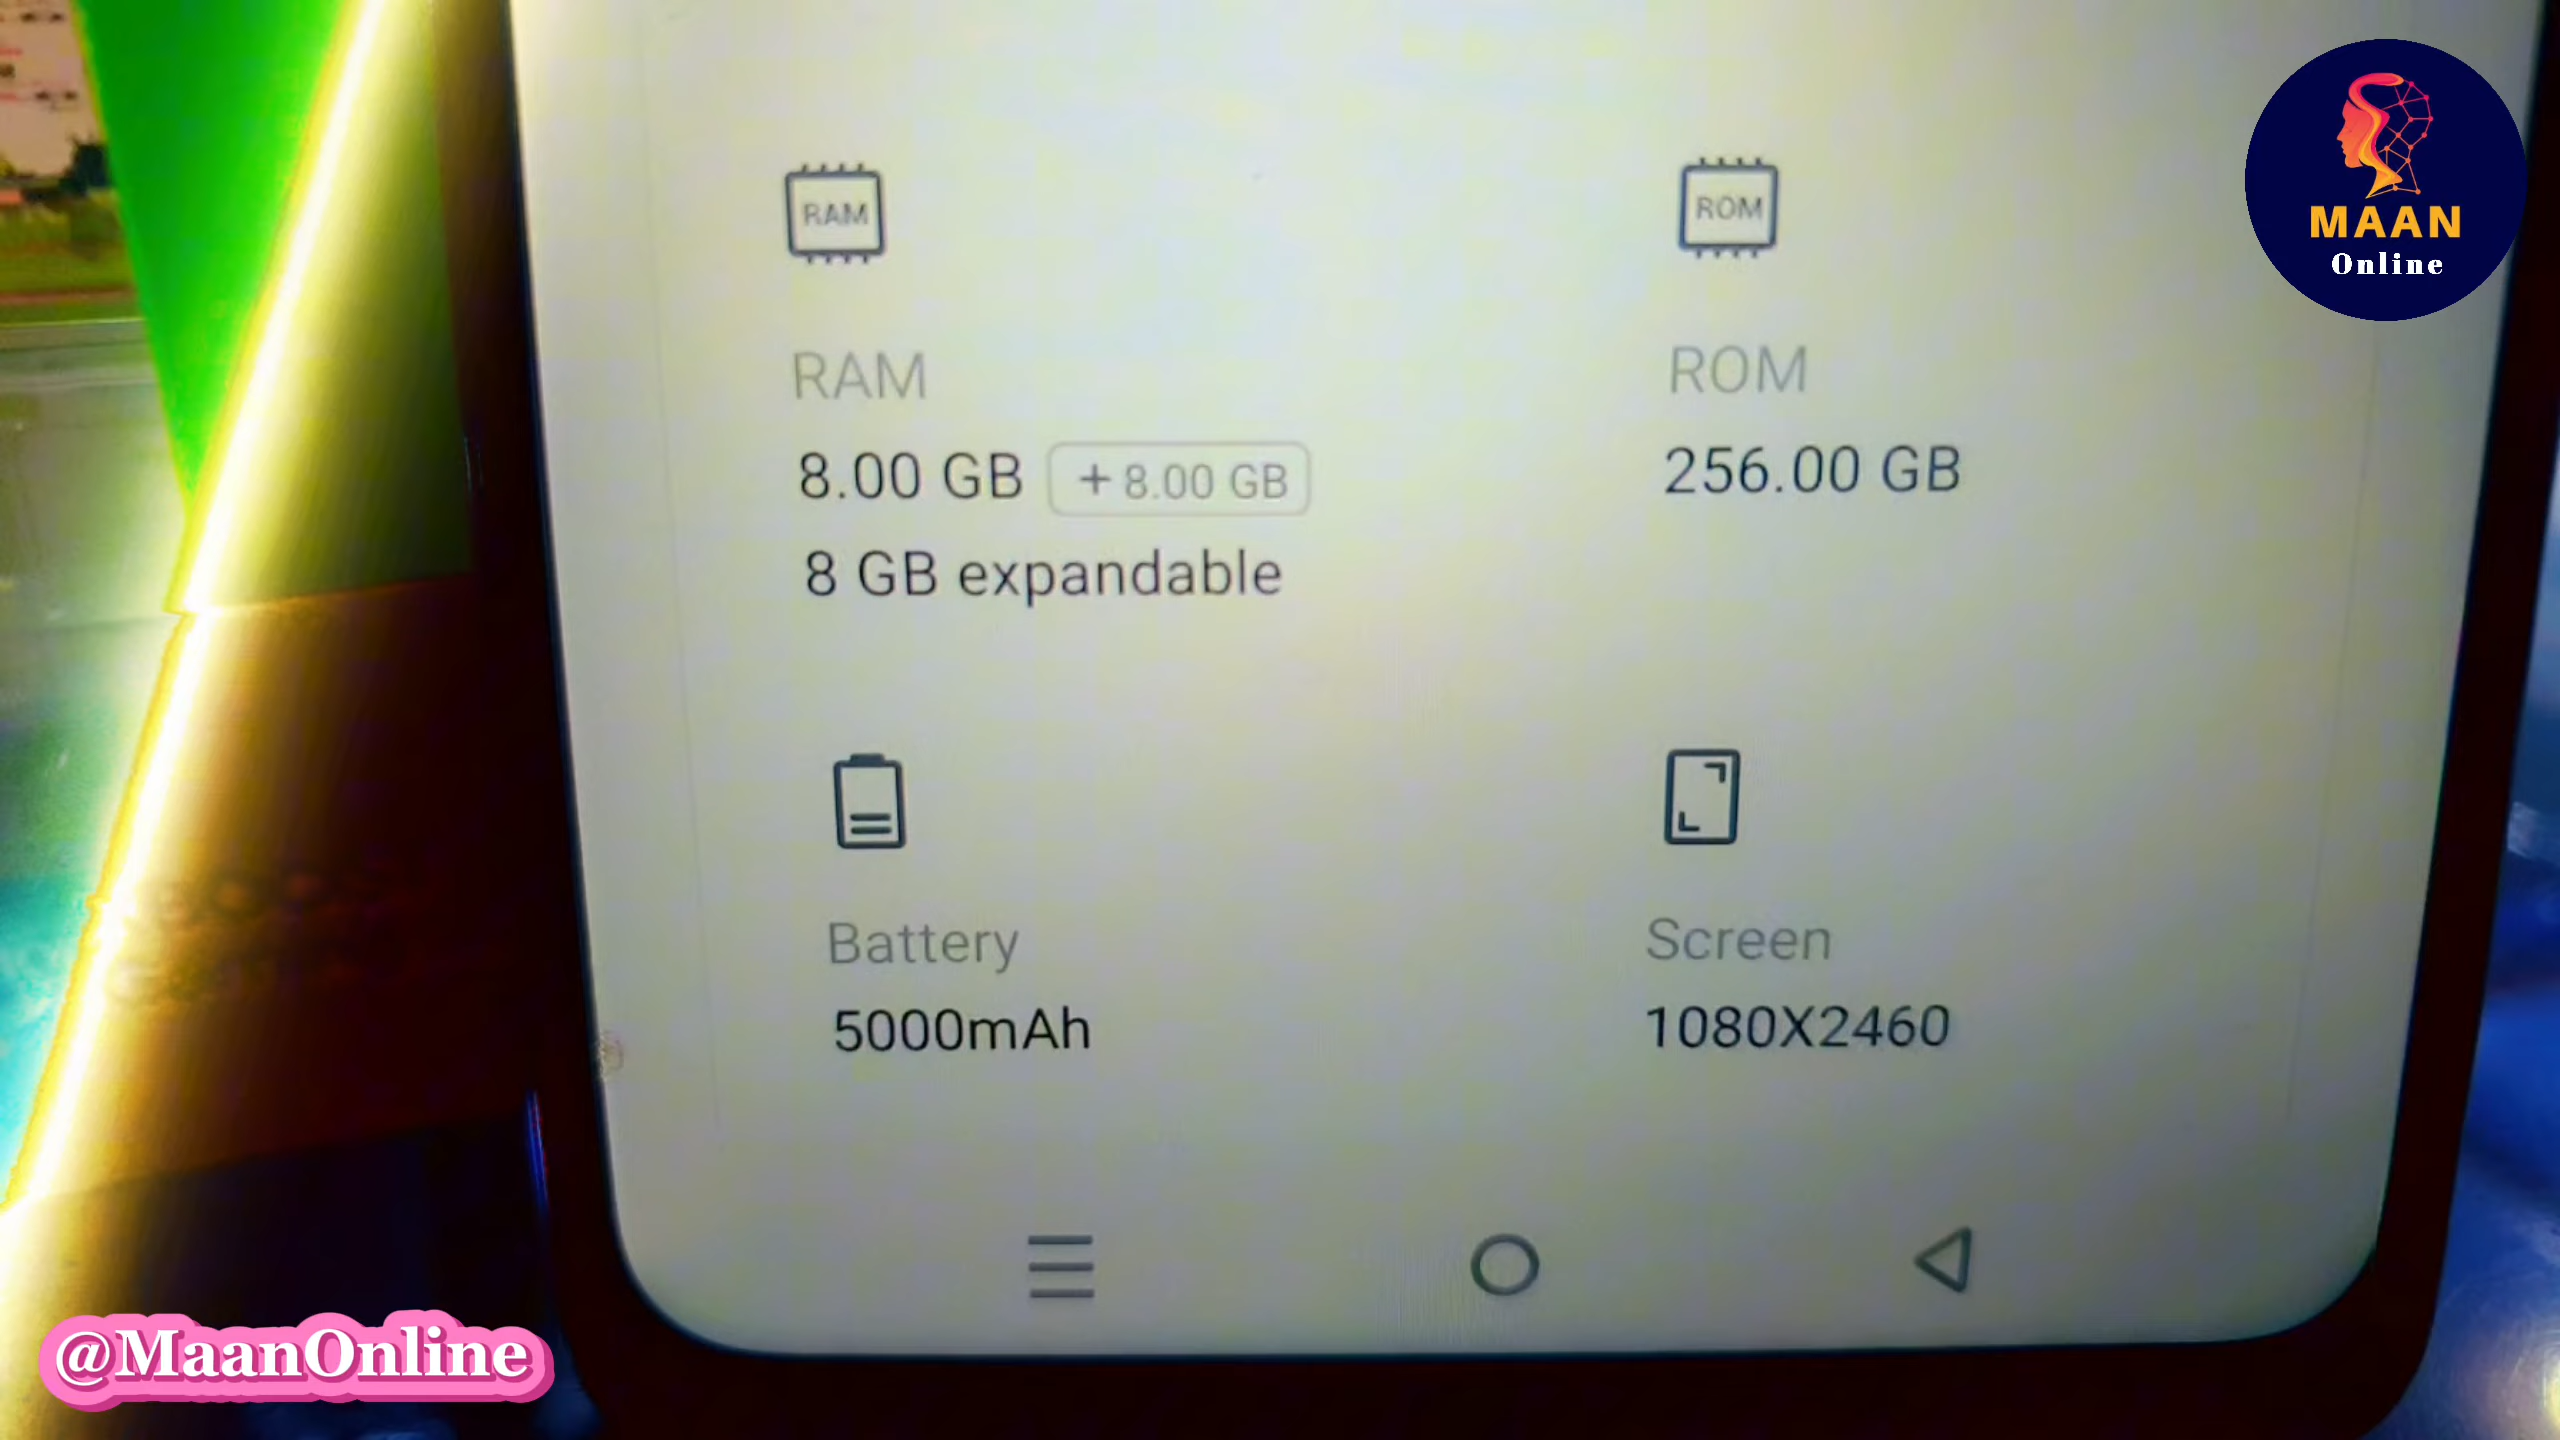 RAM
ROM
MAAN
Online
RAM
ROM
8.00 GB
+ 8.00 GB
256.00 GB
8 GB expandable
Battery
Screen
5000mAh
1080X2460
@MaanOnline